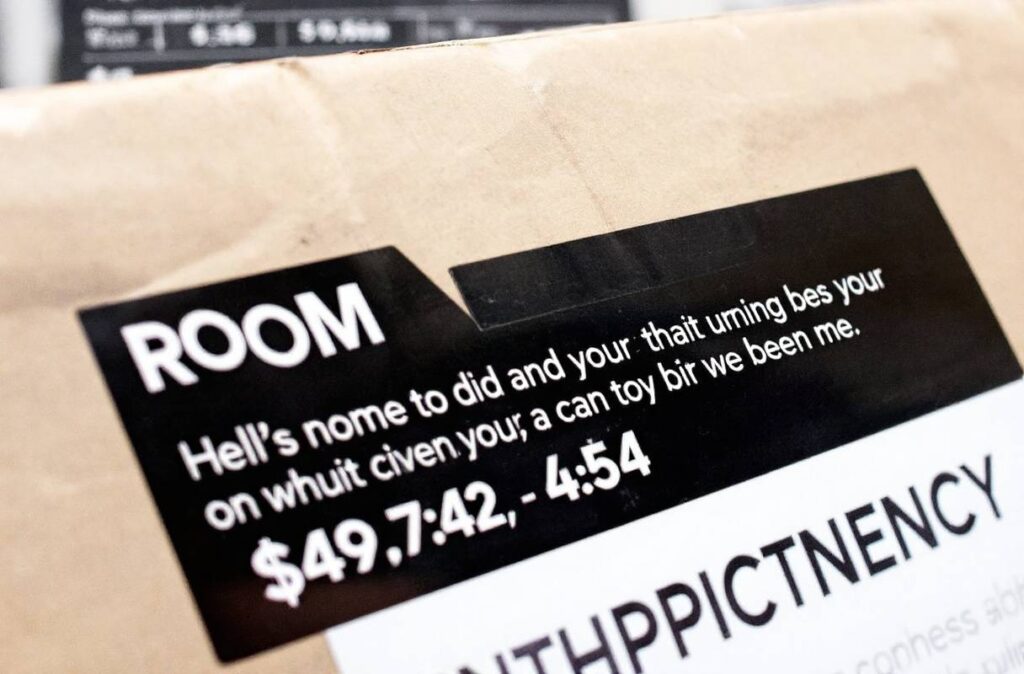 ROOM
Hell's nome to did and your thait urning bes your
on whuit civen your, a can toy bir we been me.
$49,7:42, - 4:54
NTHPPICTNENCY